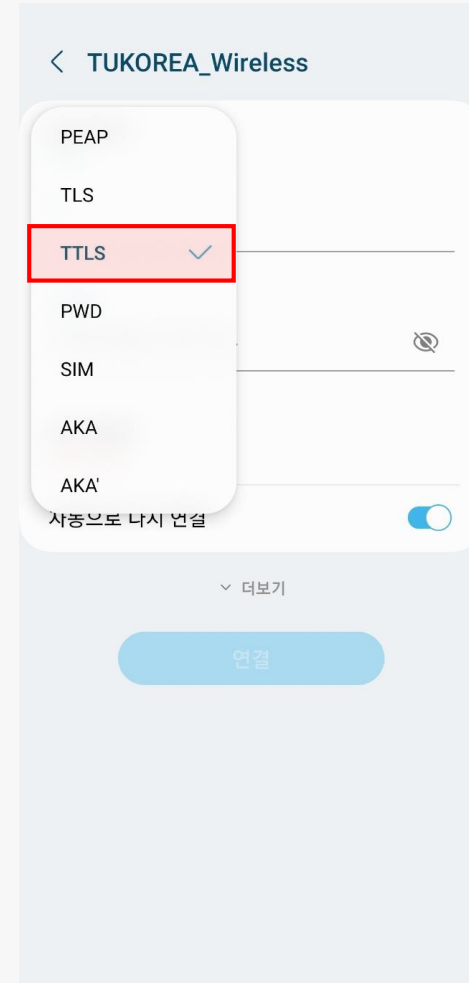 TUKOREA_Wireless
PEAP
TLS
TTLS
PWD
SIM
AKA
AKA'
자동으로 다시 연결
더보기
연결